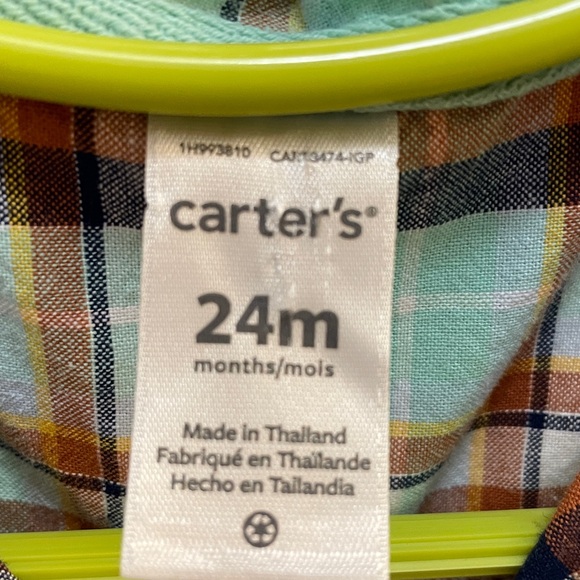 1H993810 CAR13474-IGP
carter's®
24m
months/mois
Made in Thailand
Fabriqué en Thaïlande
Hecho en Tailandia